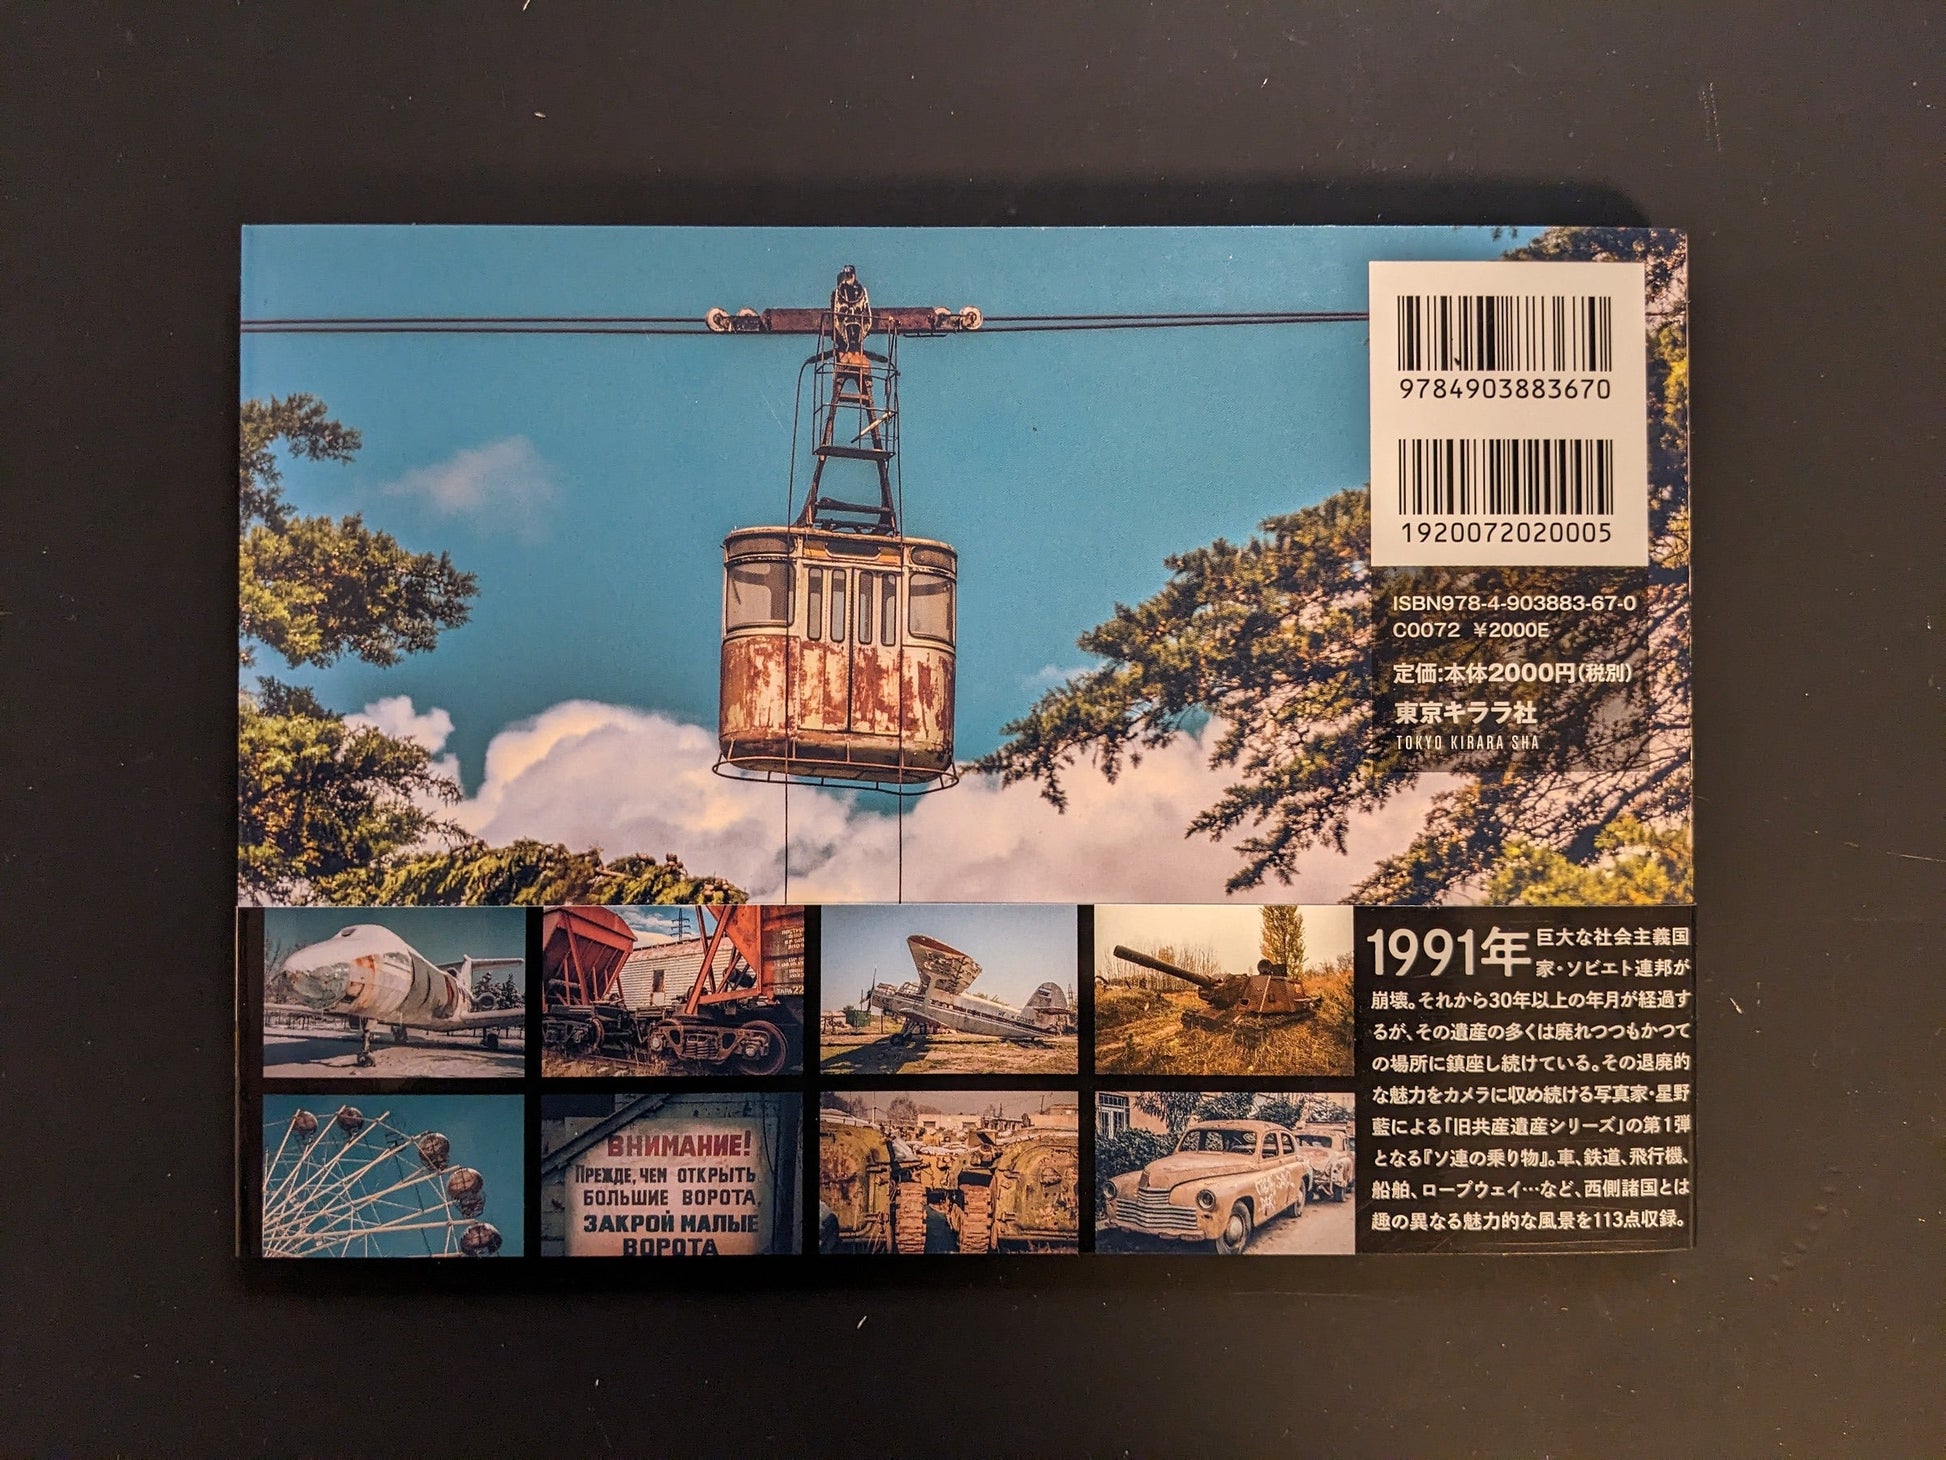 9784903883670
1920072020005
ISBN978-4-903883-67-0
C0072 ¥2000E
定価:本体2000円(税別)
東京キララ社
TOKYO KIRARA SHA
ВНИМАНИЕ!
ПРЕЖДЕ, ЧЕМ ОТКРЫТЬ
БОЛЬШИЕ ВОРОТА,
ЗАКРОЙ МАЛЫЕ
ВОРОТА
1991年 巨大な社会主義国
家・ソビエト連邦が
崩壊。それから30年以上の年月が経過す
るが、その遺産の多くは廃れつつもかつて
の場所に鎮座し続けている。その退廃的
な魅力をカメラに収め続ける写真家・星野
藍による「旧共産遺産シリーズ」の第1弾
となる『ソ連の乗り物』。車、鉄道、飛行機、
船舶、ロープウェイ…など、西側諸国とは
趣の異なる魅力的な風景を113点収録。